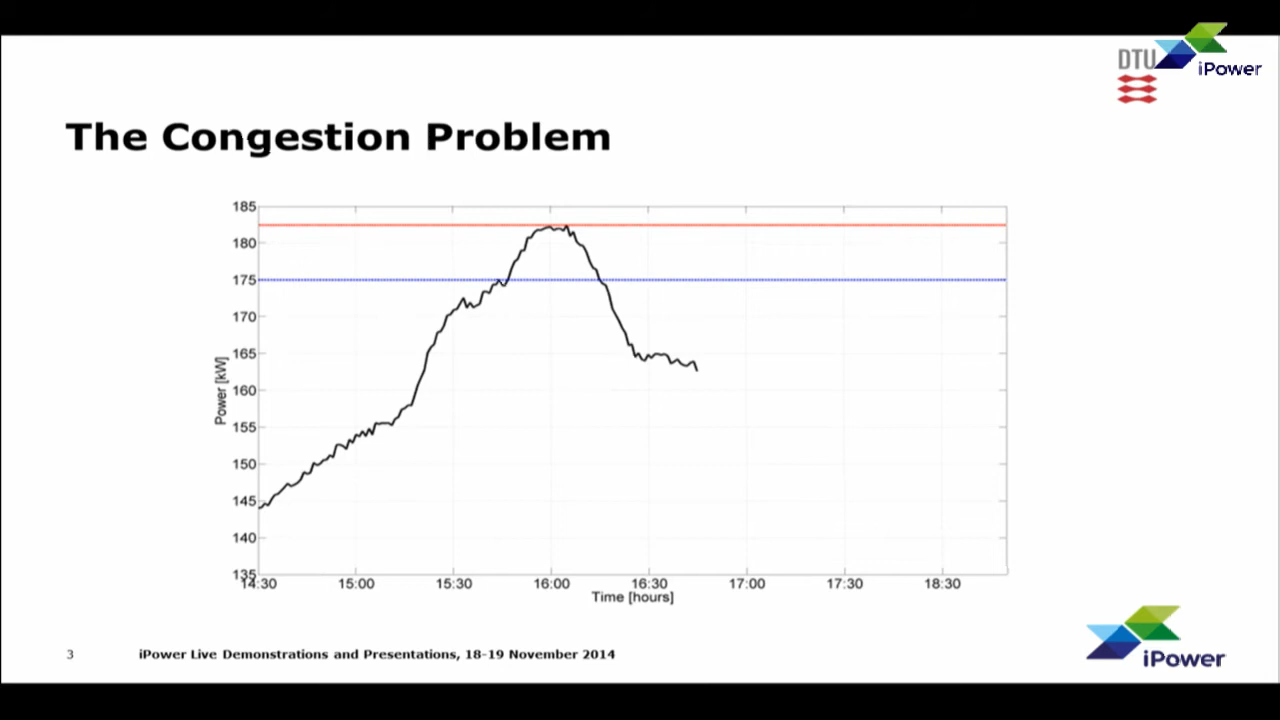 DTU
iPower
The Congestion Problem
185
180
175
170
165
160
155
150
145
140
135
Power [kW]
14:30
15:00
15:30
16:00
16:30
17:00
17:30
18:30
Time [hours]
3
iPower Live Demonstrations and Presentations, 18-19 November 2014
iPower